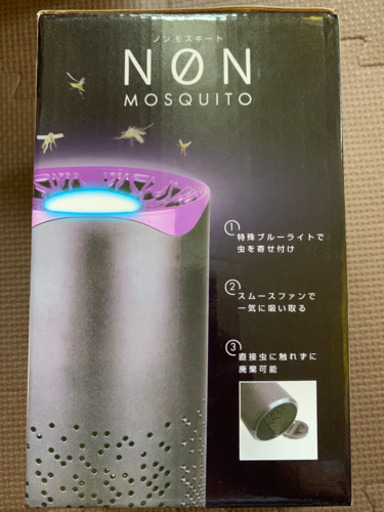 ノンモスキート
NØN
MOSQUITO
1
特殊ブルーライトで
虫を寄せ付け
2
スムースファンで
一気に吸い取る
3
直接虫に触れずに
廃棄可能